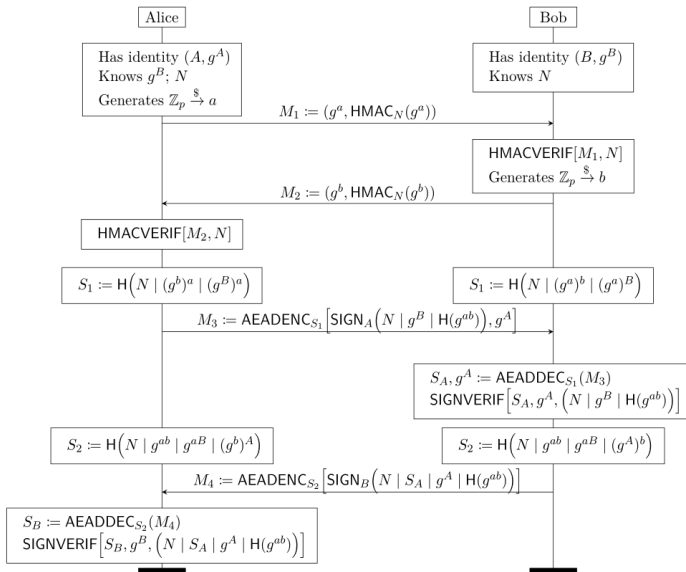 Alice Bob
Has identity (A, g^A)
Knows g^B; N
Generates ℤ_p →^$ a
Has identity (B, g^B)
Knows N
M_1 := (g^a, HMAC_N(g^a))
HMACVERIF[M_1, N]
Generates ℤ_p →^$ b
M_2 := (g^b, HMAC_N(g^b))
HMACVERIF[M_2, N]
S_1 := H(N | (g^b)^a | (g^B)^a)
S_1 := H(N | (g^a)^b | (g^a)^B)
M_3 := AEADENC_{S_1}[SIGN_A(N | g^B | H(g^{ab})), g^A]
S_A, g^A := AEADDEC_{S_1}(M_3)
SIGNVERIF[S_A, g^A, (N | g^B | H(g^{ab}))]
S_2 := H(N | g^{ab} | g^{aB} | (g^b)^A)
S_2 := H(N | g^{ab} | g^{aB} | (g^A)^b)
M_4 := AEADENC_{S_2}[SIGN_B(N | S_A | g^A | H(g^{ab}))]
S_B := AEADDEC_{S_2}(M_4)
SIGNVERIF[S_B, g^B, (N | S_A | g^A | H(g^{ab}))]